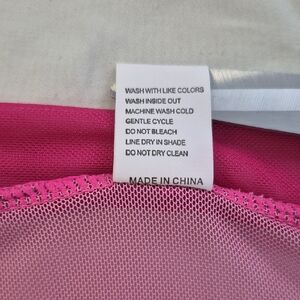 WASH WITH LIKE COLORS
WASH INSIDE OUT
MACHINE WASH COLD
GENTLE CYCLE
DO NOT BLEACH
LINE DRY IN SHADE
DO NOT DRY CLEAN
MADE IN CHINA